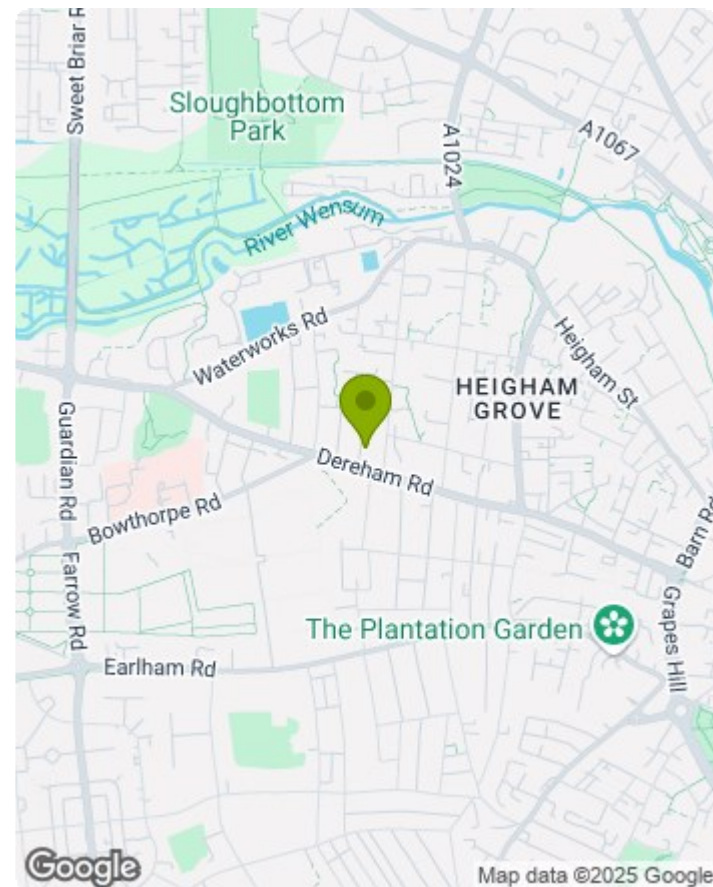 Sweet Briar R
Sloughbottom
Park
A1024
A1067
River Wensum
Waterworks Rd
Heigham St
HEIGHAM
GROVE
Guardian Rd
Dereham Rd
Bowthorpe Rd
Barn Rd
Farrow Rd
The Plantation Garden
Grapes Hill
Earlham Rd
Google
Map data ©2025 Google